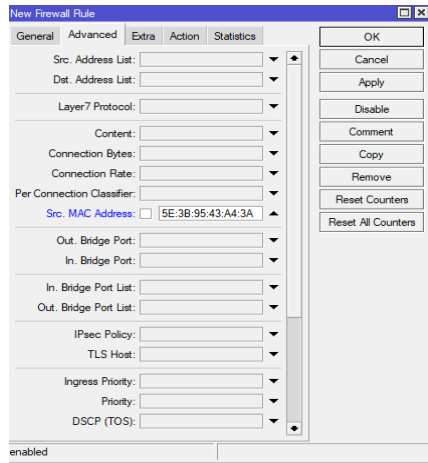 New Firewall Rule
General Advanced Extra Action Statistics
Src. Address List:
Dst. Address List:
Layer7 Protocol:
Content:
Connection Bytes:
Connection Rate:
Per Connection Classifier:
Src. MAC Address: 5E:3B:95:43:A4:3A
Out. Bridge Port:
In. Bridge Port:
In. Bridge Port List:
Out. Bridge Port List:
IPsec Policy:
TLS Host:
Ingress Priority:
Priority:
DSCP (TOS):
OK
Cancel
Apply
Disable
Comment
Copy
Remove
Reset Counters
Reset All Counters
enabled